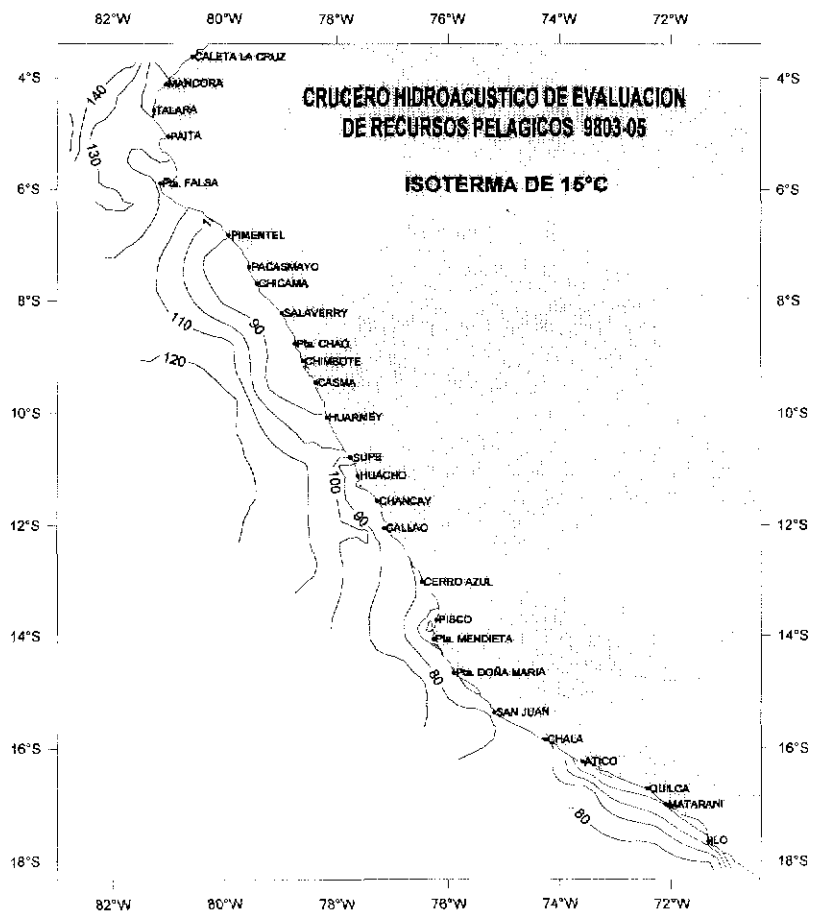 82°W 80°W 78°W 76°W 74°W 72°W
4°S
6°S
8°S
10°S
12°S
14°S
16°S
18°S
CRUCERO HIDROACUSTICO DE EVALUACION
DE RECURSOS PELAGICOS 9803-05
ISOTERMA DE 15°C
CALETA LA CRUZ
MANCORA
TALARA
PAITA
Pta. FALSA
PIMENTEL
PACASMAYO
CHICAMA
SALAVERRY
Pta. CHAO
CHIMBOTE
CASMA
HUARMEY
SUPE
HUACHO
CHANCAY
CALLAO
CERRO AZUL
PISCO
Pta. MENDIETA
Pta. DOÑA MARIA
SAN JUAN
CHALA
ATICO
QUILCA
MATARANI
ILO
140
130
110
120
90
100
90
80
80
4°S
6°S
8°S
10°S
12°S
14°S
16°S
18°S
82°W 80°W 78°W 76°W 74°W 72°W